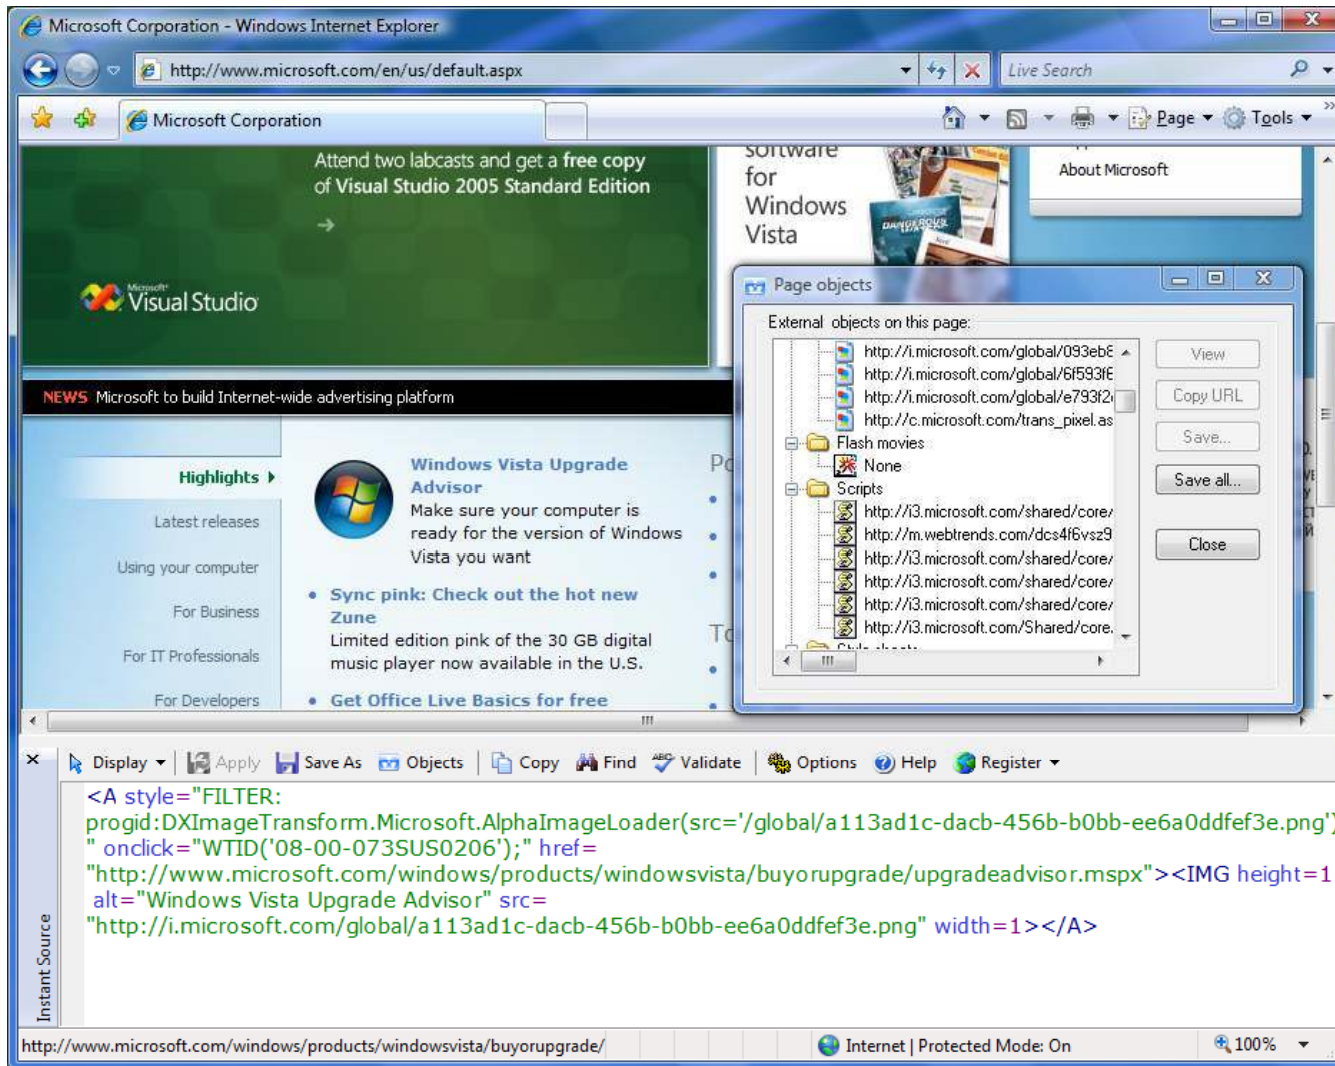 Microsoft Corporation - Windows Internet Explorer
http://www.microsoft.com/en/us/default.aspx
Live Search
Microsoft Corporation
Page
Tools
Attend two labcasts and get a free copy
of Visual Studio 2005 Standard Edition
Microsoft
Visual Studio
software
for
Windows
Vista
About Microsoft
NEWS Microsoft to build Internet-wide advertising platform
Highlights
Latest releases
Using your computer
For Business
For IT Professionals
For Developers
Windows Vista Upgrade
Advisor
Make sure your computer is
ready for the version of Windows
Vista you want
• Sync pink: Check out the hot new
Zune
Limited edition pink of the 30 GB digital
music player now available in the U.S.
• Get Office Live Basics for free
Page objects
External objects on this page:
http://i.microsoft.com/global/093eb8
http://i.microsoft.com/global/6f593f6
http://i.microsoft.com/global/e793f2
http://c.microsoft.com/trans_pixel.as
Flash movies
None
Scripts
http://i3.microsoft.com/shared/core/
http://m.webtrends.com/dcs4f6vsz9
http://i3.microsoft.com/shared/core/
http://i3.microsoft.com/shared/core/
http://i3.microsoft.com/shared/core/
http://i3.microsoft.com/Shared/core.
Style sheets
View
Copy URL
Save...
Save all...
Close
Display
Apply
Save As
Objects
Copy
Find
Validate
Options
Help
Register
Instant Source
<A style="FILTER:
progid:DXImageTransform.Microsoft.AlphaImageLoader(src='/global/a113ad1c-dacb-456b-b0bb-ee6a0ddfef3e.png')
" onclick="WTID('08-00-073SUS0206');" href=
"http://www.microsoft.com/windows/products/windowsvista/buyorupgrade/upgradeadvisor.mspx"><IMG height=1
alt="Windows Vista Upgrade Advisor" src=
"http://i.microsoft.com/global/a113ad1c-dacb-456b-b0bb-ee6a0ddfef3e.png" width=1></A>
http://www.microsoft.com/windows/products/windowsvista/buyorupgrade/
Internet | Protected Mode: On
100%